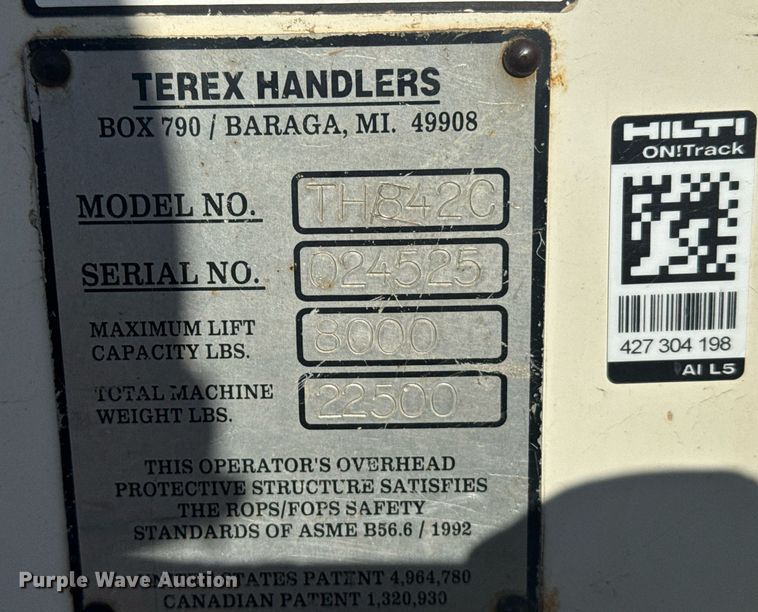 TEREX HANDLERS
BOX 790 / BARAGA, MI. 49908
MODEL NO. TH842C
SERIAL NO. 024525
MAXIMUM LIFT
CAPACITY LBS. 8000
TOTAL MACHINE
WEIGHT LBS. 22500
THIS OPERATOR'S OVERHEAD
PROTECTIVE STRUCTURE SATISFIES
THE ROPS/FOPS SAFETY
STANDARDS OF ASME B56.6 / 1992
STATES PATENT 4,964,780
CANADIAN PATENT 1,320,930
HILTI
ON!Track
427 304 198
AI L5
Purple Wave Auction